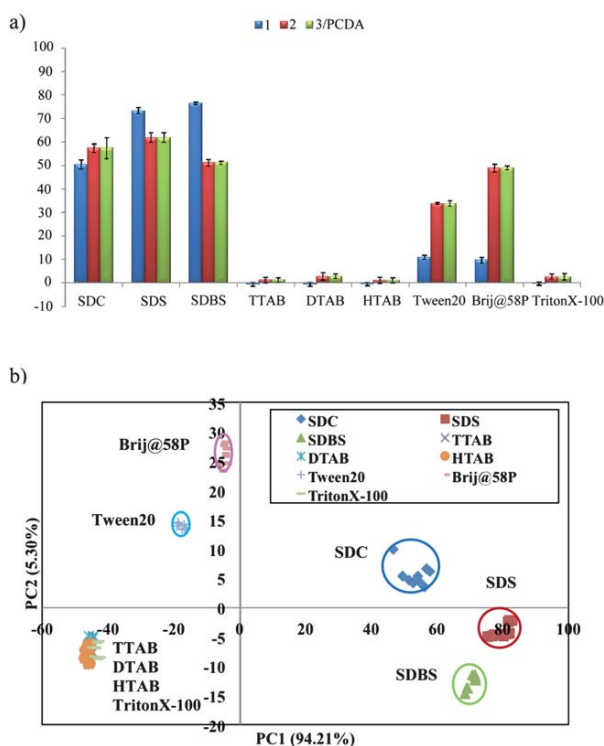 a)
1 2 3/PCDA
100
90
80
70
60
50
40
30
20
10
0
-10
SDC SDS SDBS TTAB DTAB HTAB Tween20 Brij@58P TritonX-100
b)
35
30
25
20
15
10
5
0
-5
-10
-15
-20
SDC SDS
SDBS TTAB
DTAB HTAB
Tween20 Brij@58P
TritonX-100
Brij@58P
Tween20
SDC
SDS
SDBS
TTAB
DTAB
HTAB
TritonX-100
-60 -40 -20 0 20 40 60 80 100
PC2 (5.30%)
PC1 (94.21%)